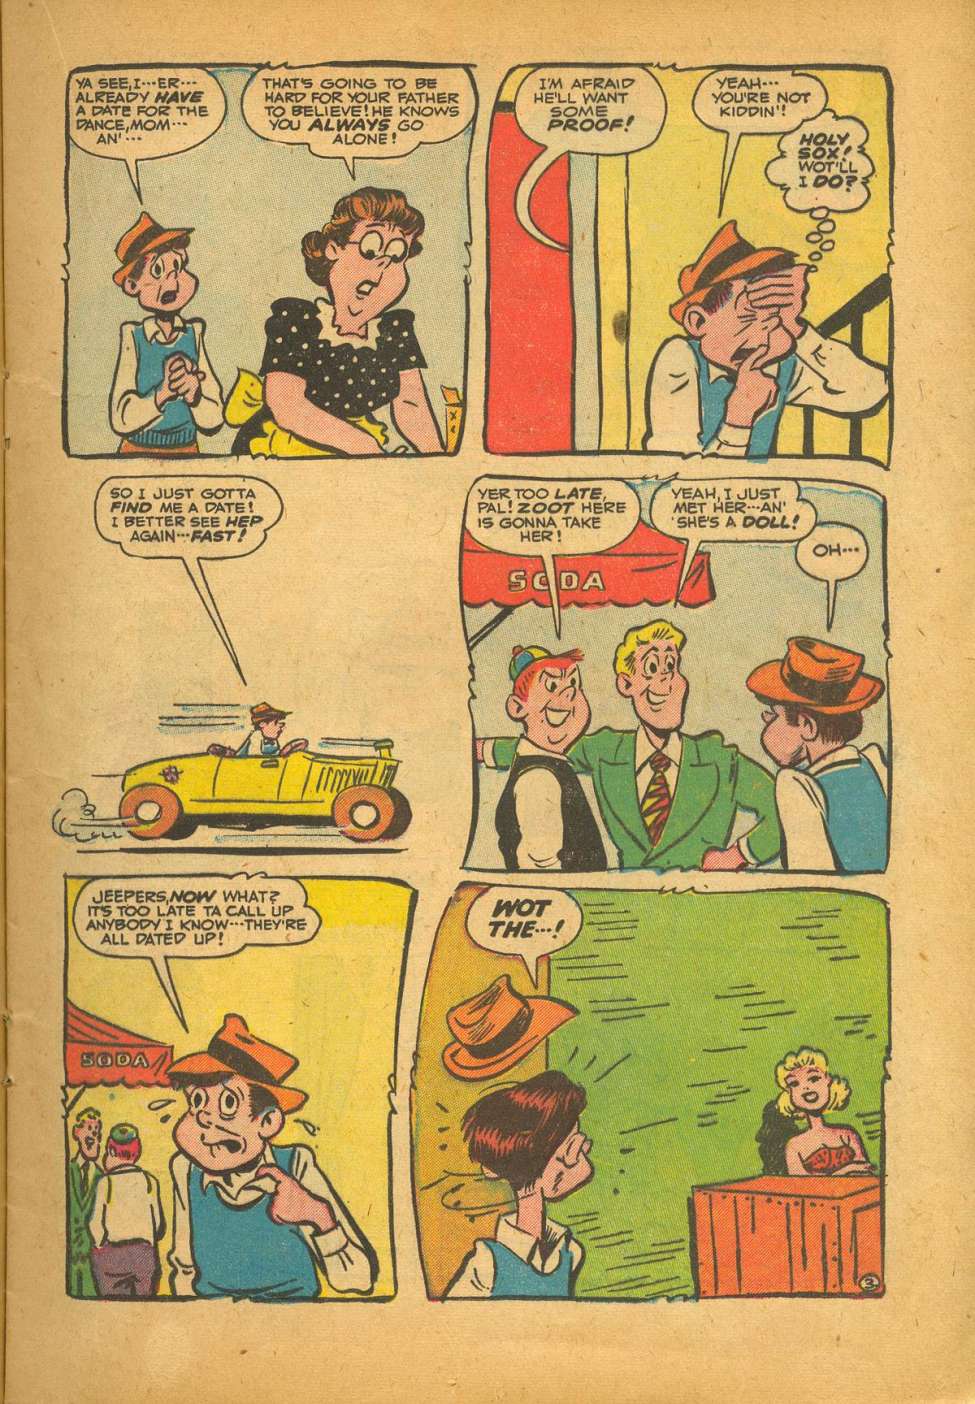 YA SEE, I...ER...
ALREADY HAVE
A DATE FOR THE
DANCE, MOM...
AN'...
THAT'S GOING TO BE
HARD FOR YOUR FATHER
TO BELIEVE! HE KNOWS
YOU ALWAYS GO
ALONE!
I'M AFRAID
HE'LL WANT
SOME
PROOF!
YEAH...
YOU'RE NOT
KIDDIN'!
HOLY
SOX!
WOT'LL
I DO?
SO I JUST GOTTA
FIND ME A DATE!
I BETTER SEE HEP
AGAIN...FAST!
YER TOO LATE,
PAL! ZOOT HERE
IS GONNA TAKE
HER!
YEAH, I JUST
MET HER...AN'
'SHE'S A DOLL!
OH...
SODA
JEEPERS, NOW WHAT?
IT'S TOO LATE TA CALL UP
ANYBODY I KNOW...THEY'RE
ALL DATED UP!
SODA
WOT
THE...!
3